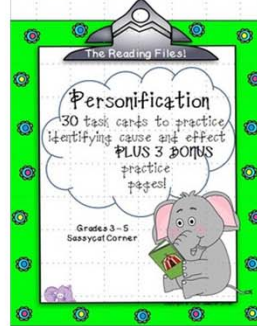 The Reading Files!
Personification
30 task cards to practice
identifying cause and effect
PLUS 3 BONUS
practice
pages!
Grades 3~5
Sassycat Corner